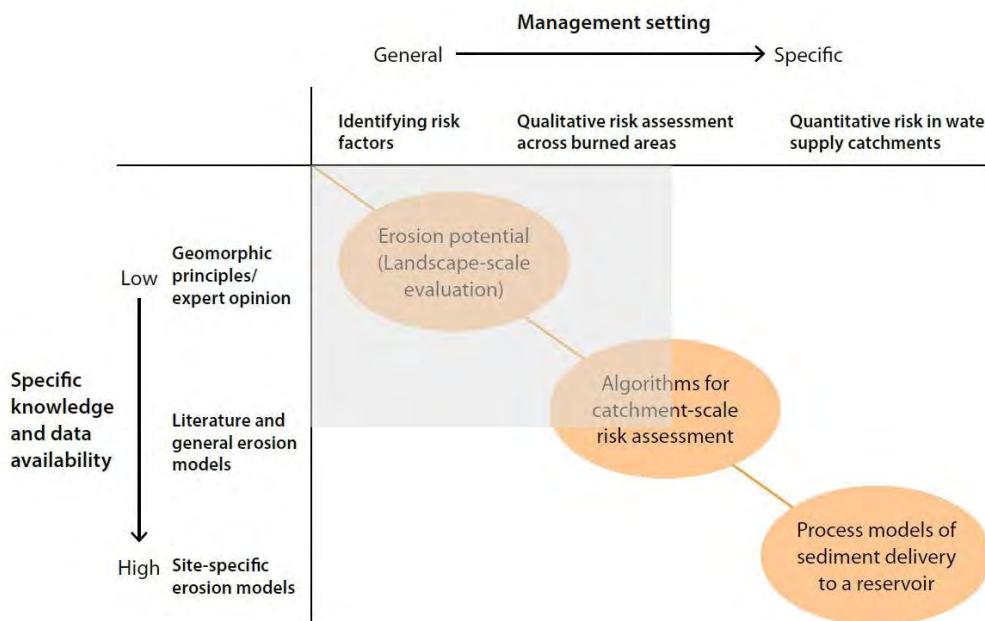 Management setting
General
Specific
Identifying risk
factors
Qualitative risk assessment
across burned areas
Quantitative risk in water
supply catchments
Specific
knowledge
and data
availability
Low
High
Geomorphic
principles/
expert opinion
Literature and
general erosion
models
Site-specific
erosion models
Erosion potential
(Landscape-scale
evaluation)
Algorithms for
catchment-scale
risk assessment
Process models of
sediment delivery
to a reservoir